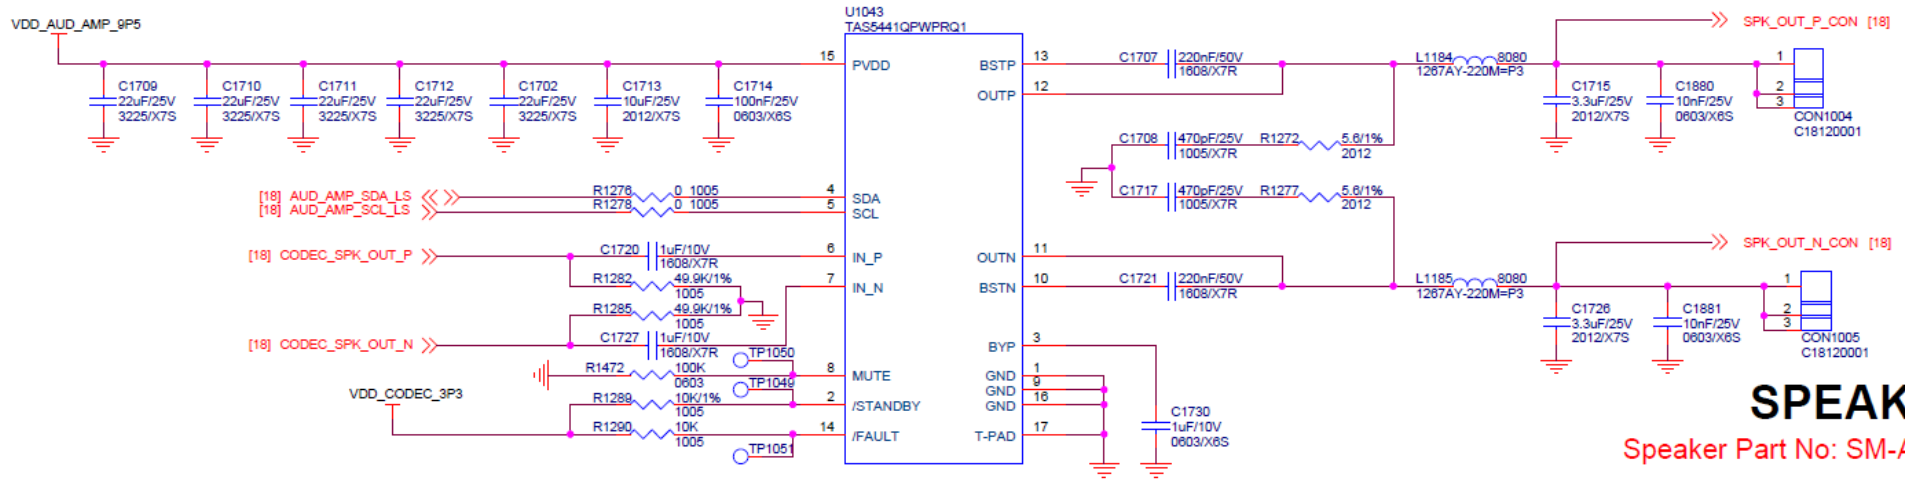 U1043
TAS5441QPWPRQ1
VDD_AUD_AMP_9P5
SPK_OUT_P_CON [18]
15 PVDD
BSTP 13
C1707 220nF/50V
1608/X7R
L1184 8080
1267AY-220M=P3
OUTP 12
C1709
22uF/25V
3225/X7S
C1710
22uF/25V
3225/X7S
C1711
22uF/25V
3225/X7S
C1712
22uF/25V
3225/X7S
C1702
22uF/25V
3225/X7S
C1713
10uF/25V
2012/X7S
C1714
100nF/25V
0603/X6S
C1715
3.3uF/25V
2012/X7S
C1880
10nF/25V
0603/X6S
1
2
3
CON1004
C18120001
C1708 470pF/25V
1005/X7R
R1272 5.6/1%
2012
C1717 470pF/25V
1005/X7R
R1277 5.6/1%
2012
[18] AUD_AMP_SDA_LS
R1276 0 1005
4 SDA
[18] AUD_AMP_SCL_LS
R1278 0 1005
5 SCL
SPK_OUT_N_CON [18]
[18] CODEC_SPK_OUT_P
C1720 1uF/10V
1608/X7R
6 IN_P
OUTN 11
R1282 49.9K/1%
1005
7 IN_N
BSTN 10
C1721 220nF/50V
1608/X7R
L1185 8080
1267AY-220M=P3
R1285 49.9K/1%
1005
C1726
3.3uF/25V
2012/X7S
C1881
10nF/25V
0603/X6S
1
2
3
CON1005
C18120001
[18] CODEC_SPK_OUT_N
C1727 1uF/10V
1608/X7R
BYP 3
TP1050
R1472 100K
0603
8 MUTE
GND 1
TP1049
GND 9
VDD_CODEC_3P3
R1289 10K/1%
1005
2 /STANDBY
GND 16
R1290 10K
1005
14 /FAULT
T-PAD 17
TP1051
C1730
1uF/10V
0603/X6S
SPEAK
Speaker Part No: SM-A